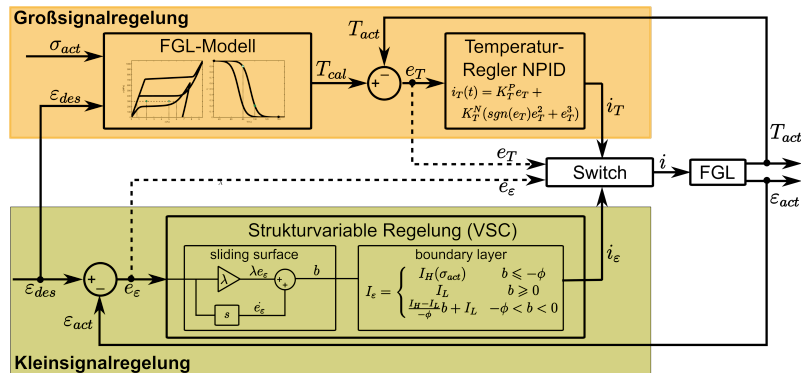 Großsignalregelung
σ_act
ε_des
FGL-Modell
T_cal
T_act
−
e_T
Temperatur-
Regler NPID
i_T(t) = K_T^P e_T +
K_T^N(sgn(e_T)e_T^2 + e_T^3)
i_T
T_act
e_T
e_ε
λ
Switch
i
FGL
ε_act
Strukturvariable Regelung (VSC)
i_ε
sliding surface
λ
λe_ε
+
+
b
s
ė_ε
boundary layer
I_ε = { I_H(σ_act) b ⩽ −ϕ
I_L b ⩾ 0
(I_H−I_L)/(−ϕ) b + I_L −ϕ < b < 0
ε_des
+
−
e_ε
ε_act
Kleinsignalregelung